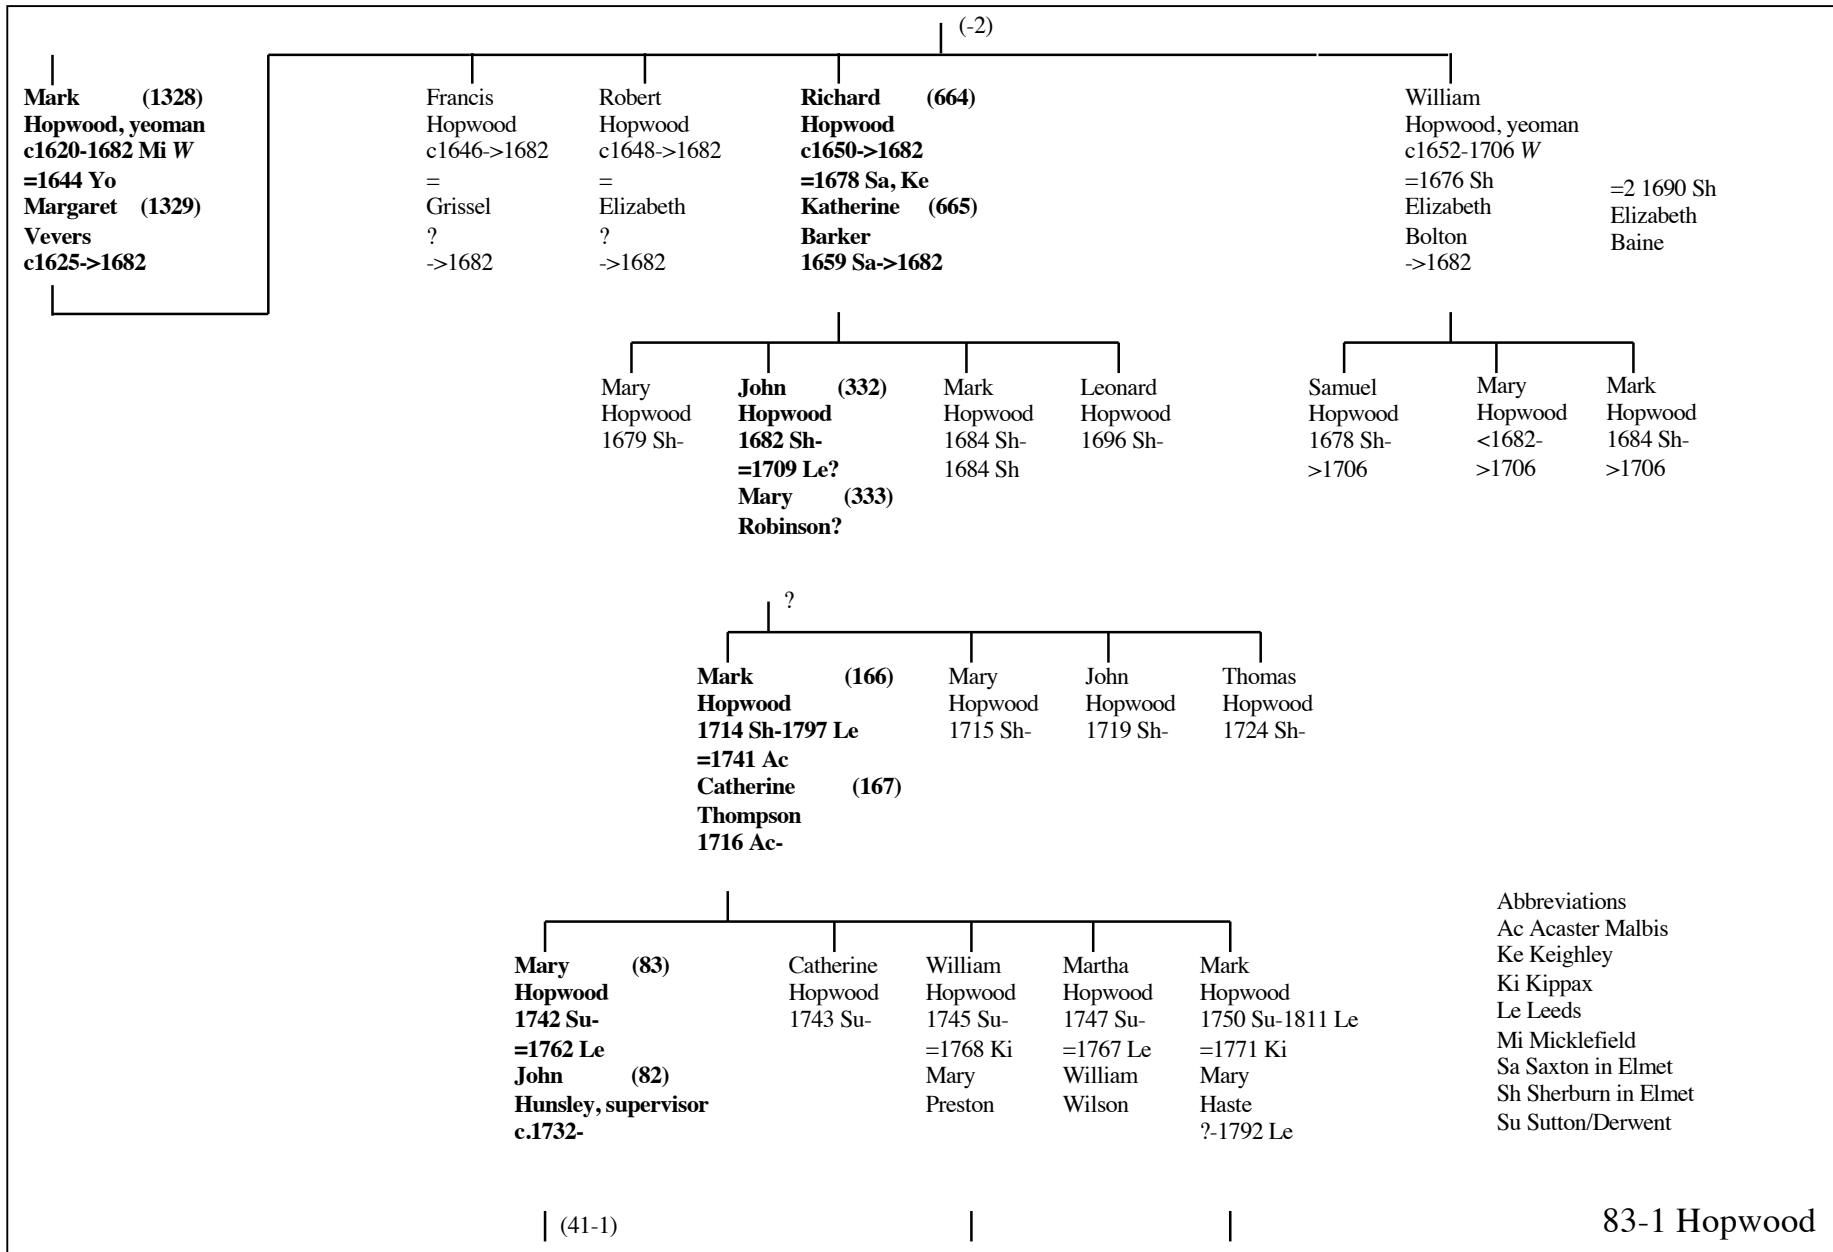 (-2)
Mark (1328)
Hopwood, yeoman
c1620-1682 Mi W
=1644 Yo
Margaret (1329)
Vevers
c1625->1682
Francis
Hopwood
c1646->1682
=
Grissel
?
->1682
Robert
Hopwood
c1648->1682
=
Elizabeth
?
->1682
Richard (664)
Hopwood
c1650->1682
=1678 Sa, Ke
Katherine (665)
Barker
1659 Sa->1682
William
Hopwood, yeoman
c1652-1706 W
=1676 Sh
Elizabeth
Bolton
->1682
=2 1690 Sh
Elizabeth
Baine
Mary
Hopwood
1679 Sh-
John (332)
Hopwood
1682 Sh-
=1709 Le?
Mary (333)
Robinson?
Mark
Hopwood
1684 Sh-
1684 Sh
Leonard
Hopwood
1696 Sh-
Samuel
Hopwood
1678 Sh-
>1706
Mary
Hopwood
<1682-
>1706
Mark
Hopwood
1684 Sh-
>1706
?
Mark (166)
Hopwood
1714 Sh-1797 Le
=1741 Ac
Catherine (167)
Thompson
1716 Ac-
Mary
Hopwood
1715 Sh-
John
Hopwood
1719 Sh-
Thomas
Hopwood
1724 Sh-
Mary (83)
Hopwood
1742 Su-
=1762 Le
John (82)
Hunsley, supervisor
c.1732-
Catherine
Hopwood
1743 Su-
William
Hopwood
1745 Su-
=1768 Ki
Mary
Preston
Martha
Hopwood
1747 Su-
=1767 Le
William
Wilson
Mark
Hopwood
1750 Su-1811 Le
=1771 Ki
Mary
Haste
?-1792 Le
Abbreviations
Ac Acaster Malbis
Ke Keighley
Ki Kippax
Le Leeds
Mi Micklefield
Sa Saxton in Elmet
Sh Sherburn in Elmet
Su Sutton/Derwent
(41-1)
83-1 Hopwood